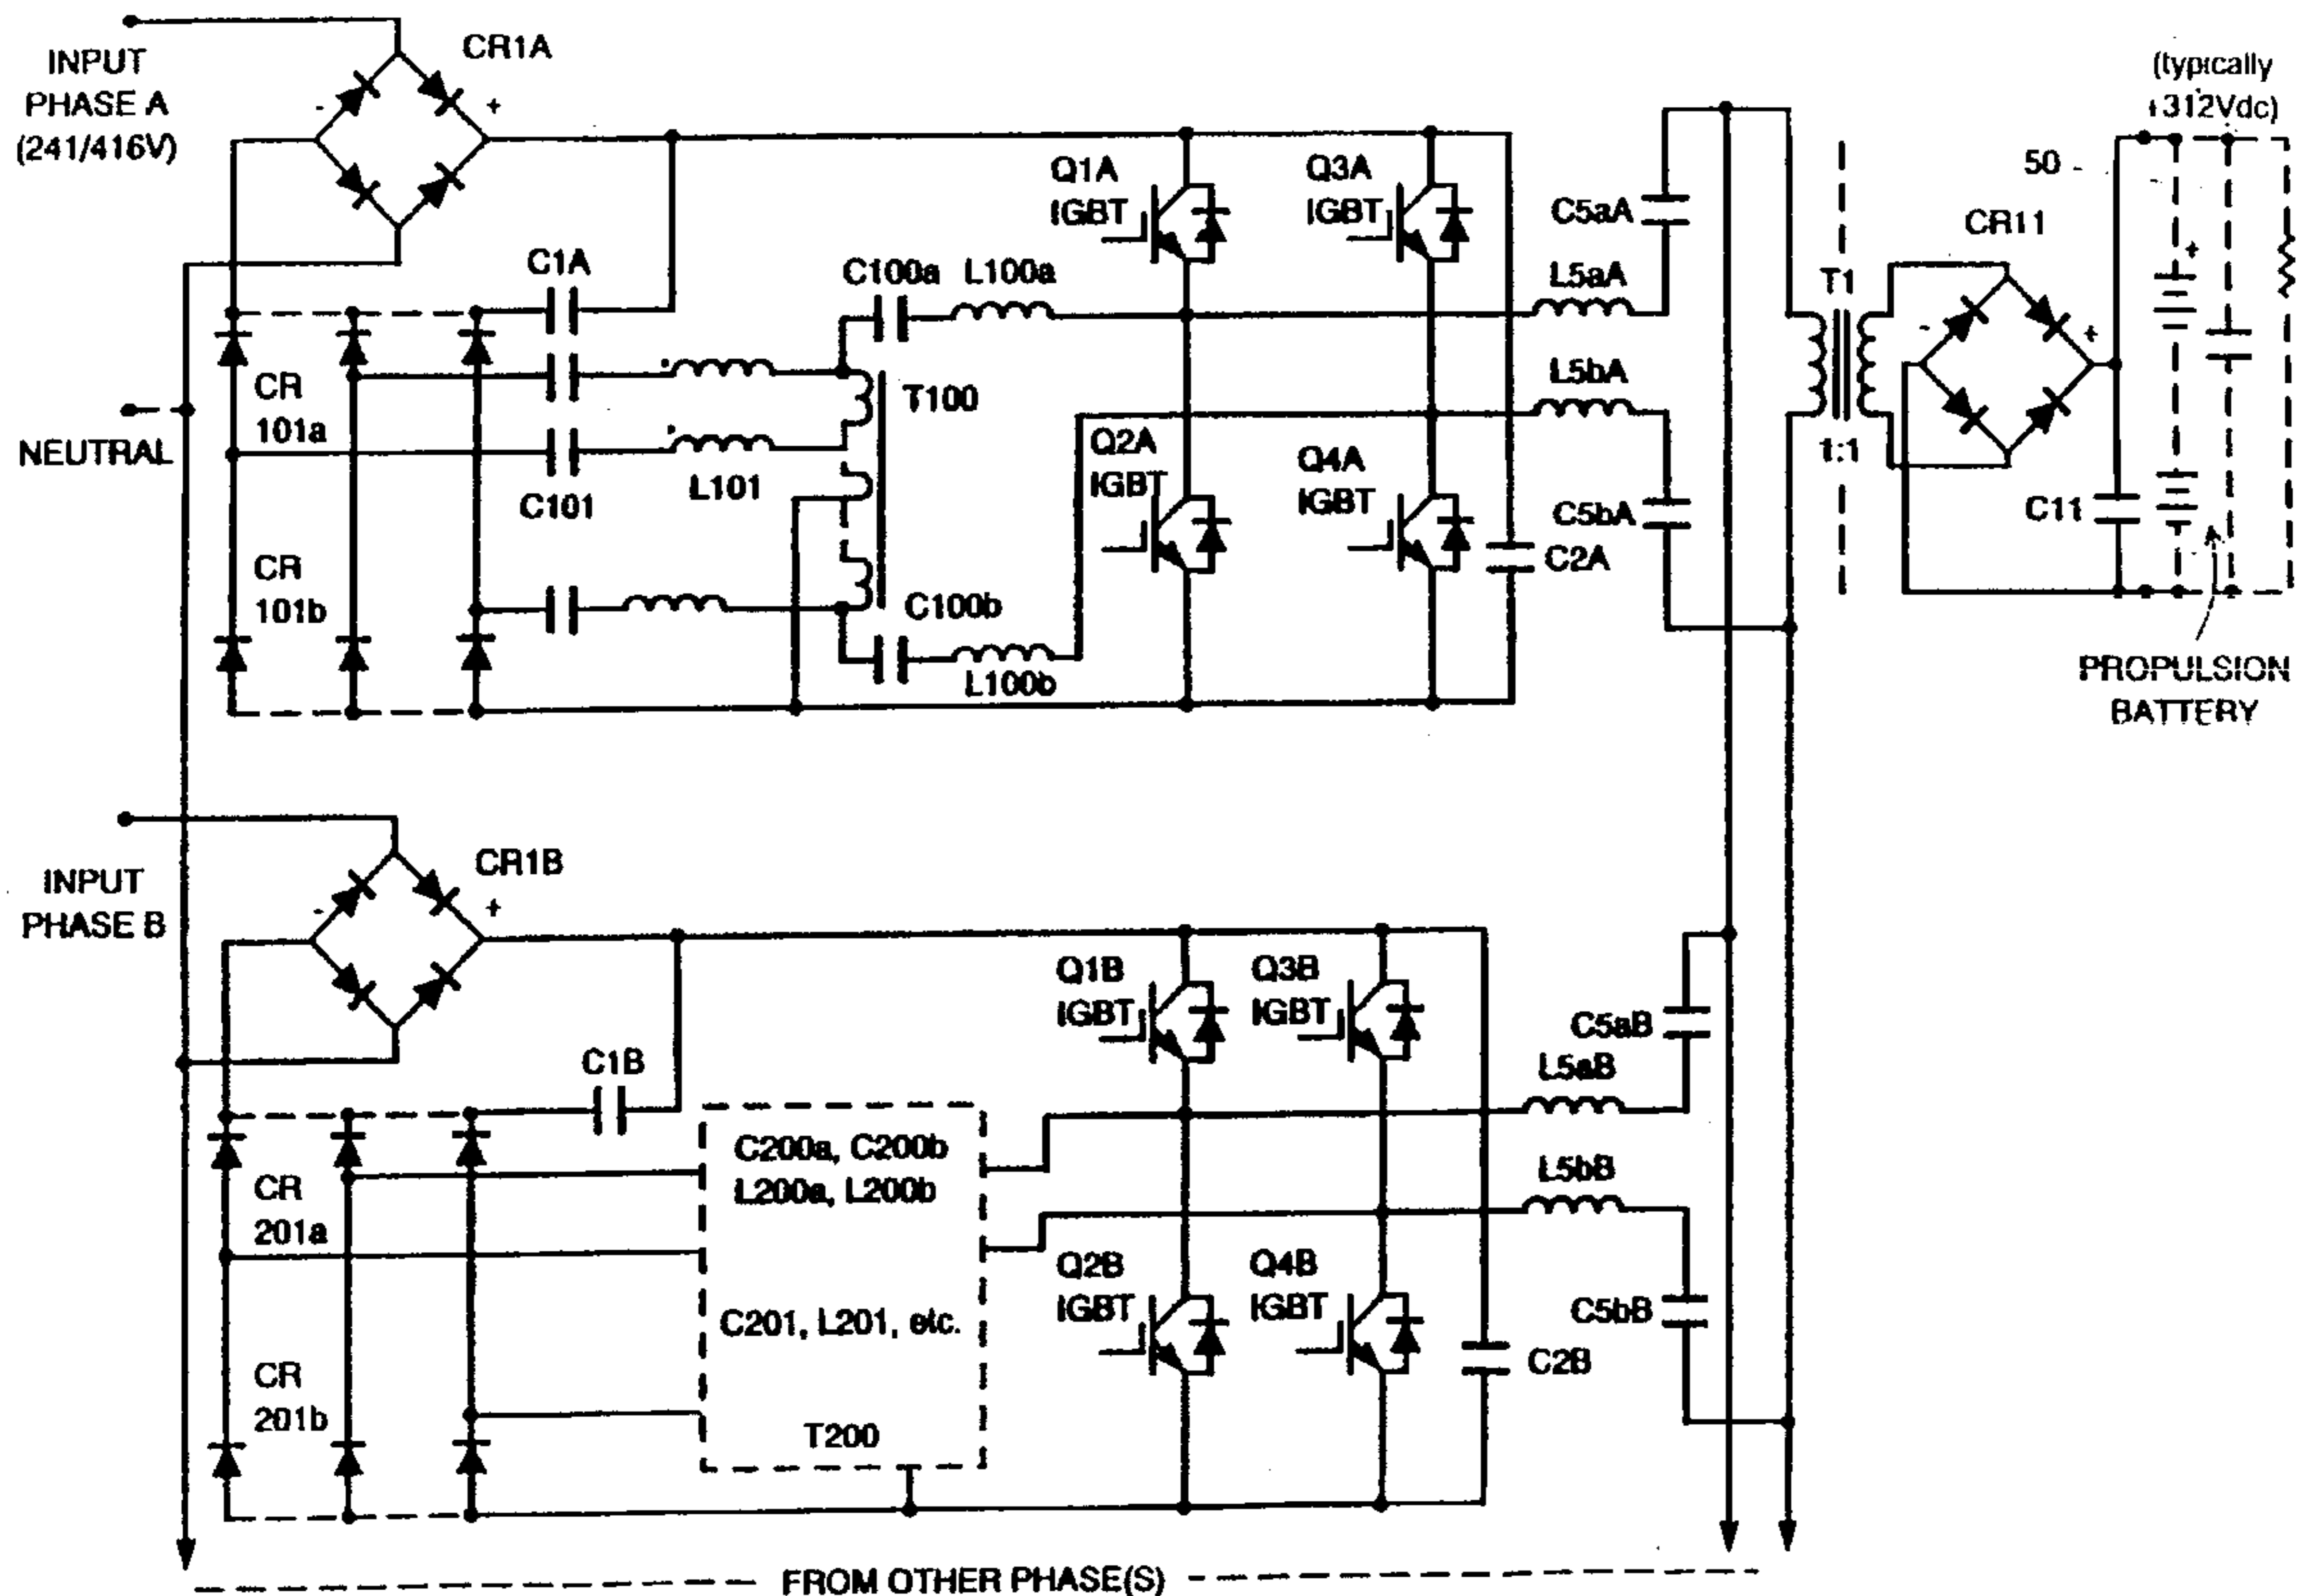 INPUT
PHASE A
(241/416V)
CR1A
-
+
NEUTRAL
CR
101a
CR
101b
C1A
C101
L101
C100a
L100a
T100
C100b
L100b
Q1A
IGBT
Q3A
IGBT
Q2A
IGBT
Q4A
IGBT
C2A
C5aA
L5aA
L5bA
C5bA
T1
1:1
CR11
-
+
C11
50
(typically
+312Vdc)
+
PROPULSION
BATTERY
INPUT
PHASE B
CR1B
-
+
CR
201a
CR
201b
C1B
C200a, C200b
L200a, L200b
C201, L201, etc.
T200
Q1B
IGBT
Q3B
IGBT
Q2B
IGBT
Q4B
IGBT
C2B
C5aB
L5aB
L5bB
C5bB
FROM OTHER PHASE(S)